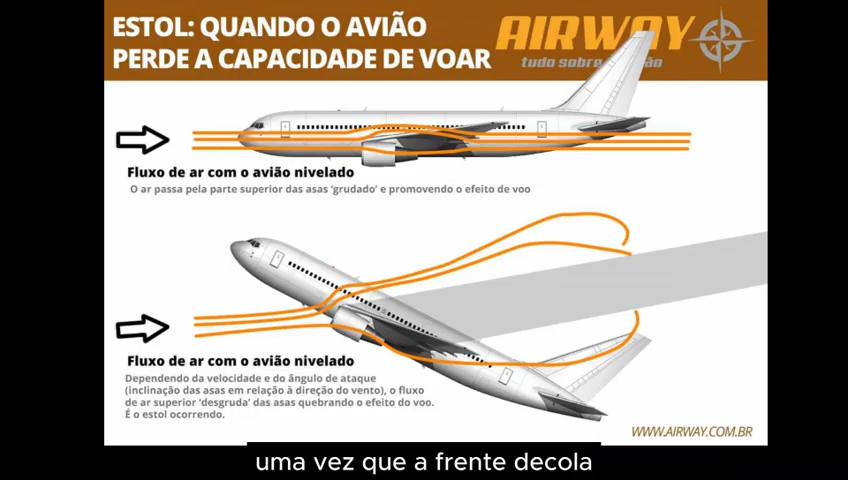 ESTOL: QUANDO O AVIÃO
PERDE A CAPACIDADE DE VOAR
AIRWAY
tudo sobre
Fluxo de ar com o avião nivelado
O ar passa pela parte superior das asas ‘grudado’ e promovendo o efeito de voo
Fluxo de ar com o avião nivelado
Dependendo da velocidade e do ângulo de ataque
(inclinação das asas em relação à direção do vento), o fluxo
de ar superior ‘desgruda’ das asas quebrando o efeito do voo.
É o estol ocorrendo.
WWW.AIRWAY.COM.BR
uma vez que a frente decola